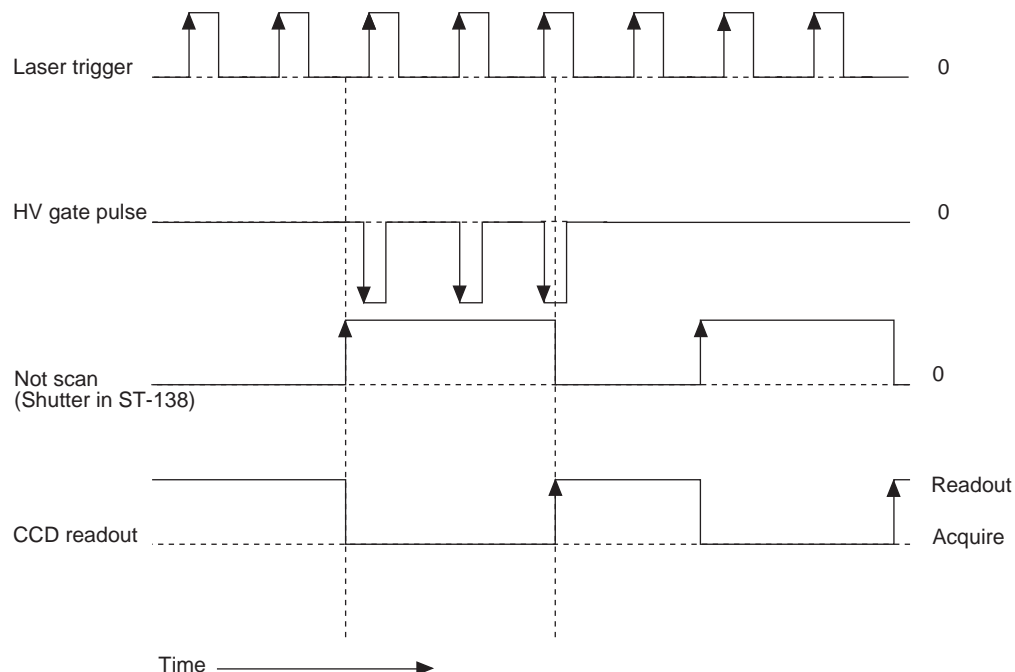 Laser trigger
0
HV gate pulse
0
Not scan
(Shutter in ST-138)
0
Readout
CCD readout
Acquire
Time